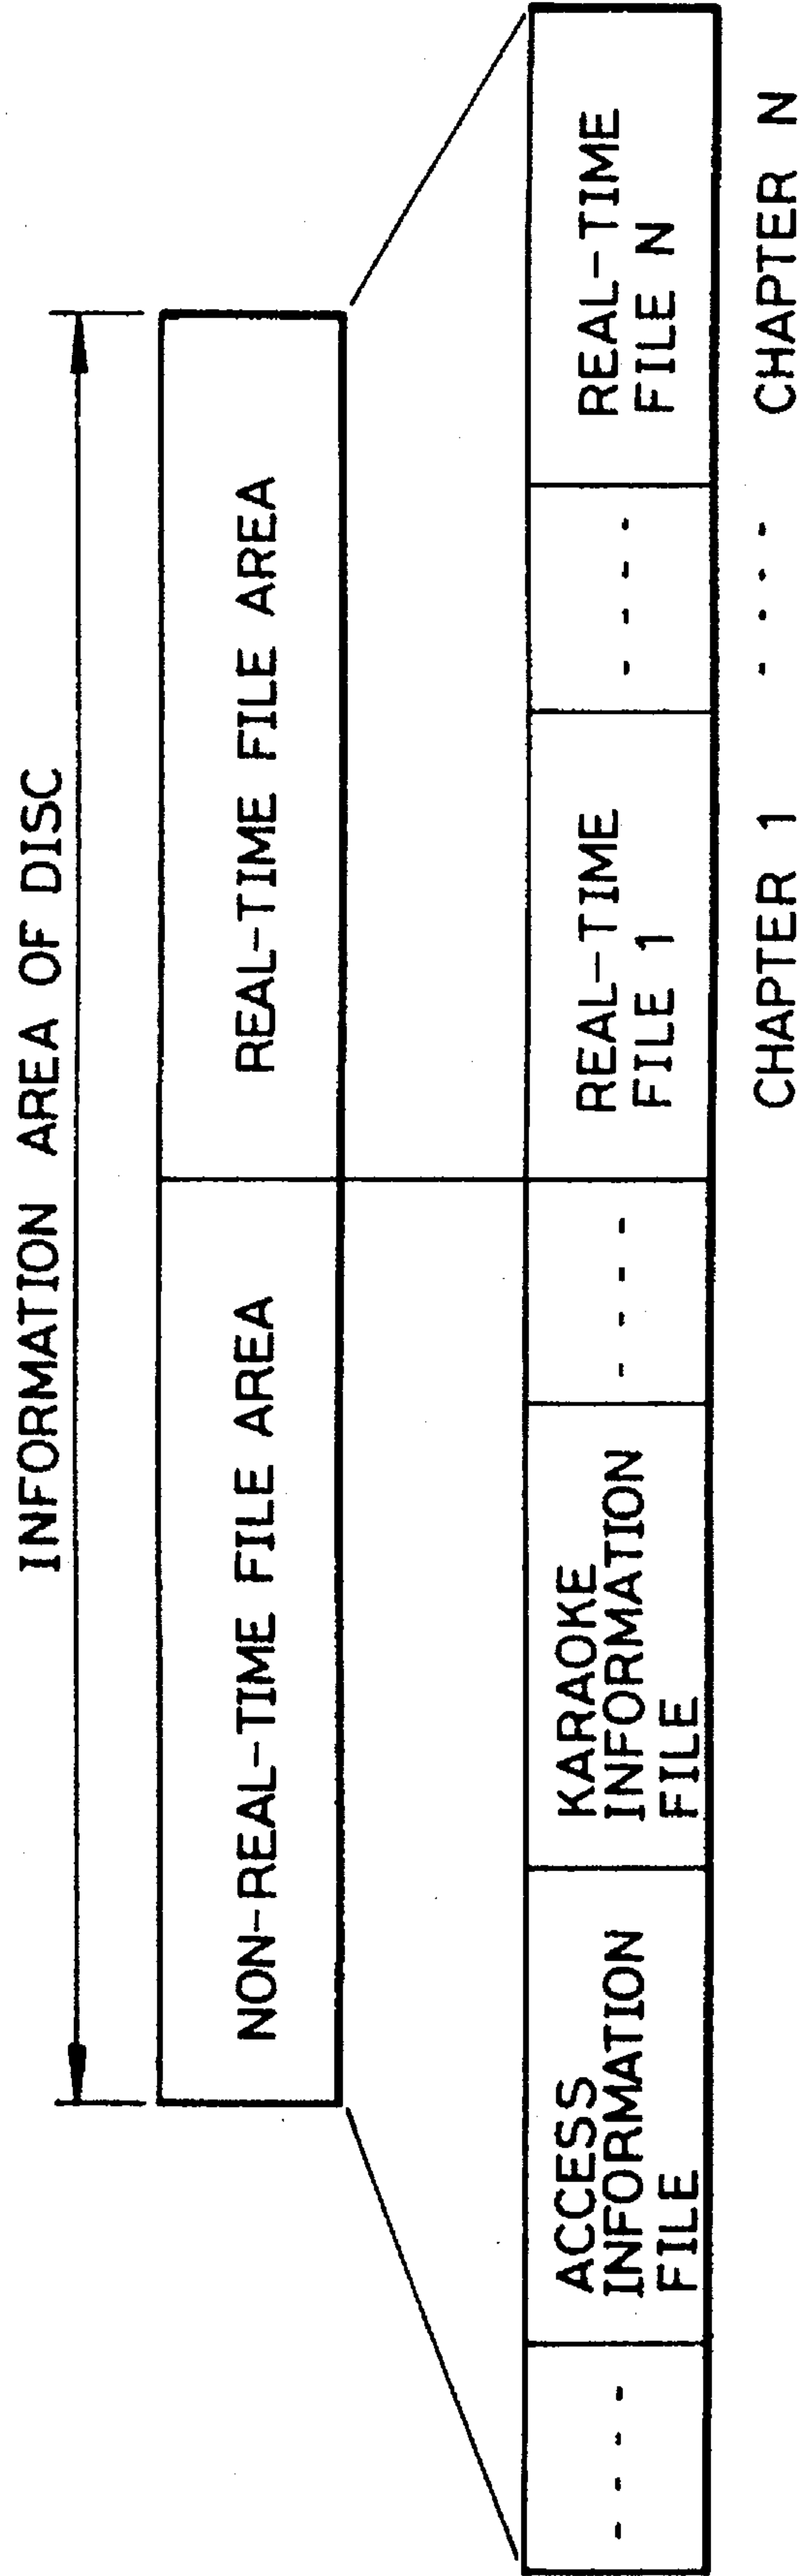 INFORMATION AREA OF DISC
NON-REAL-TIME FILE AREA
REAL-TIME FILE AREA
- - - -
ACCESS
INFORMATION
FILE
KARAOKE
INFORMATION
FILE
- - - -
REAL-TIME
FILE 1
- - - -
REAL-TIME
FILE N
CHAPTER 1 - - - - CHAPTER N